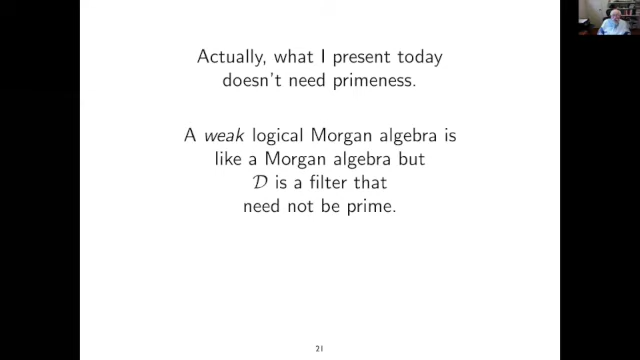 Actually, what I present today
doesn't need primeness.
A weak logical Morgan algebra is
like a Morgan algebra but
𝒟 is a filter that
need not be prime.
21